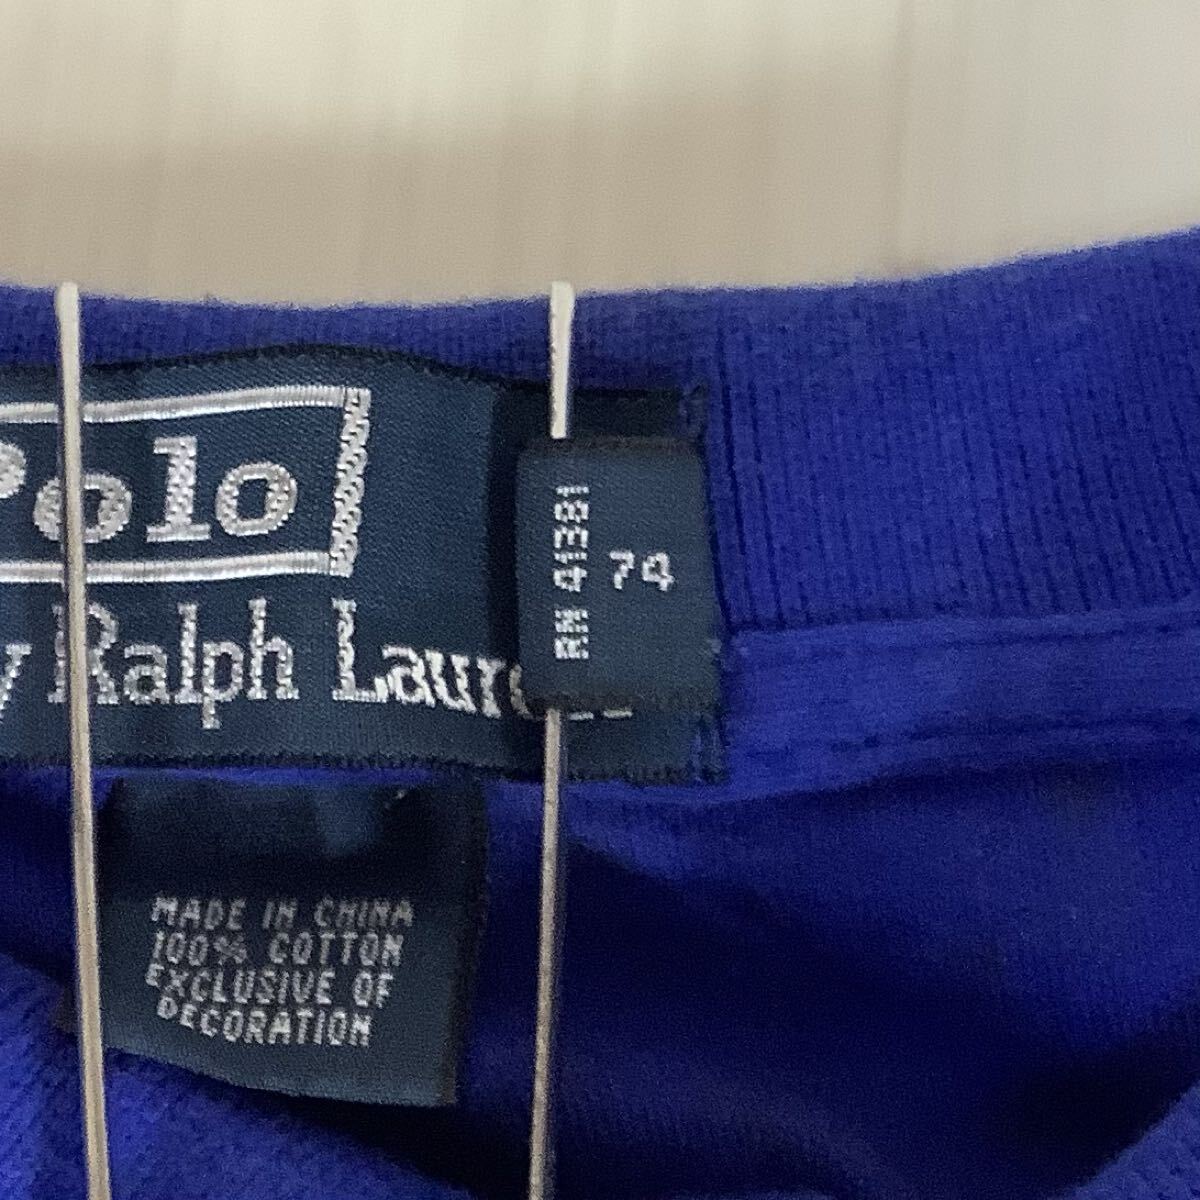 Polo
y Ralph Lauren
RN 41381
74
MADE IN CHINA
100% COTTON
EXCLUSIVE OF
DECORATION